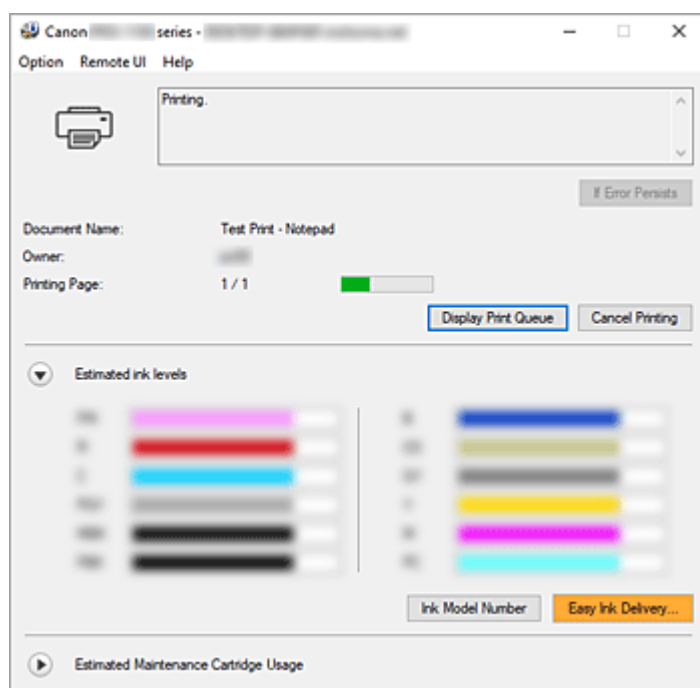 Canon series -
Option Remote UI Help
Printing.
If Error Persists
Document Name: Test Print - Notepad
Owner:
Printing Page: 1 / 1
Display Print Queue Cancel Printing
Estimated ink levels
Ink Model Number Easy Ink Delivery...
Estimated Maintenance Cartridge Usage